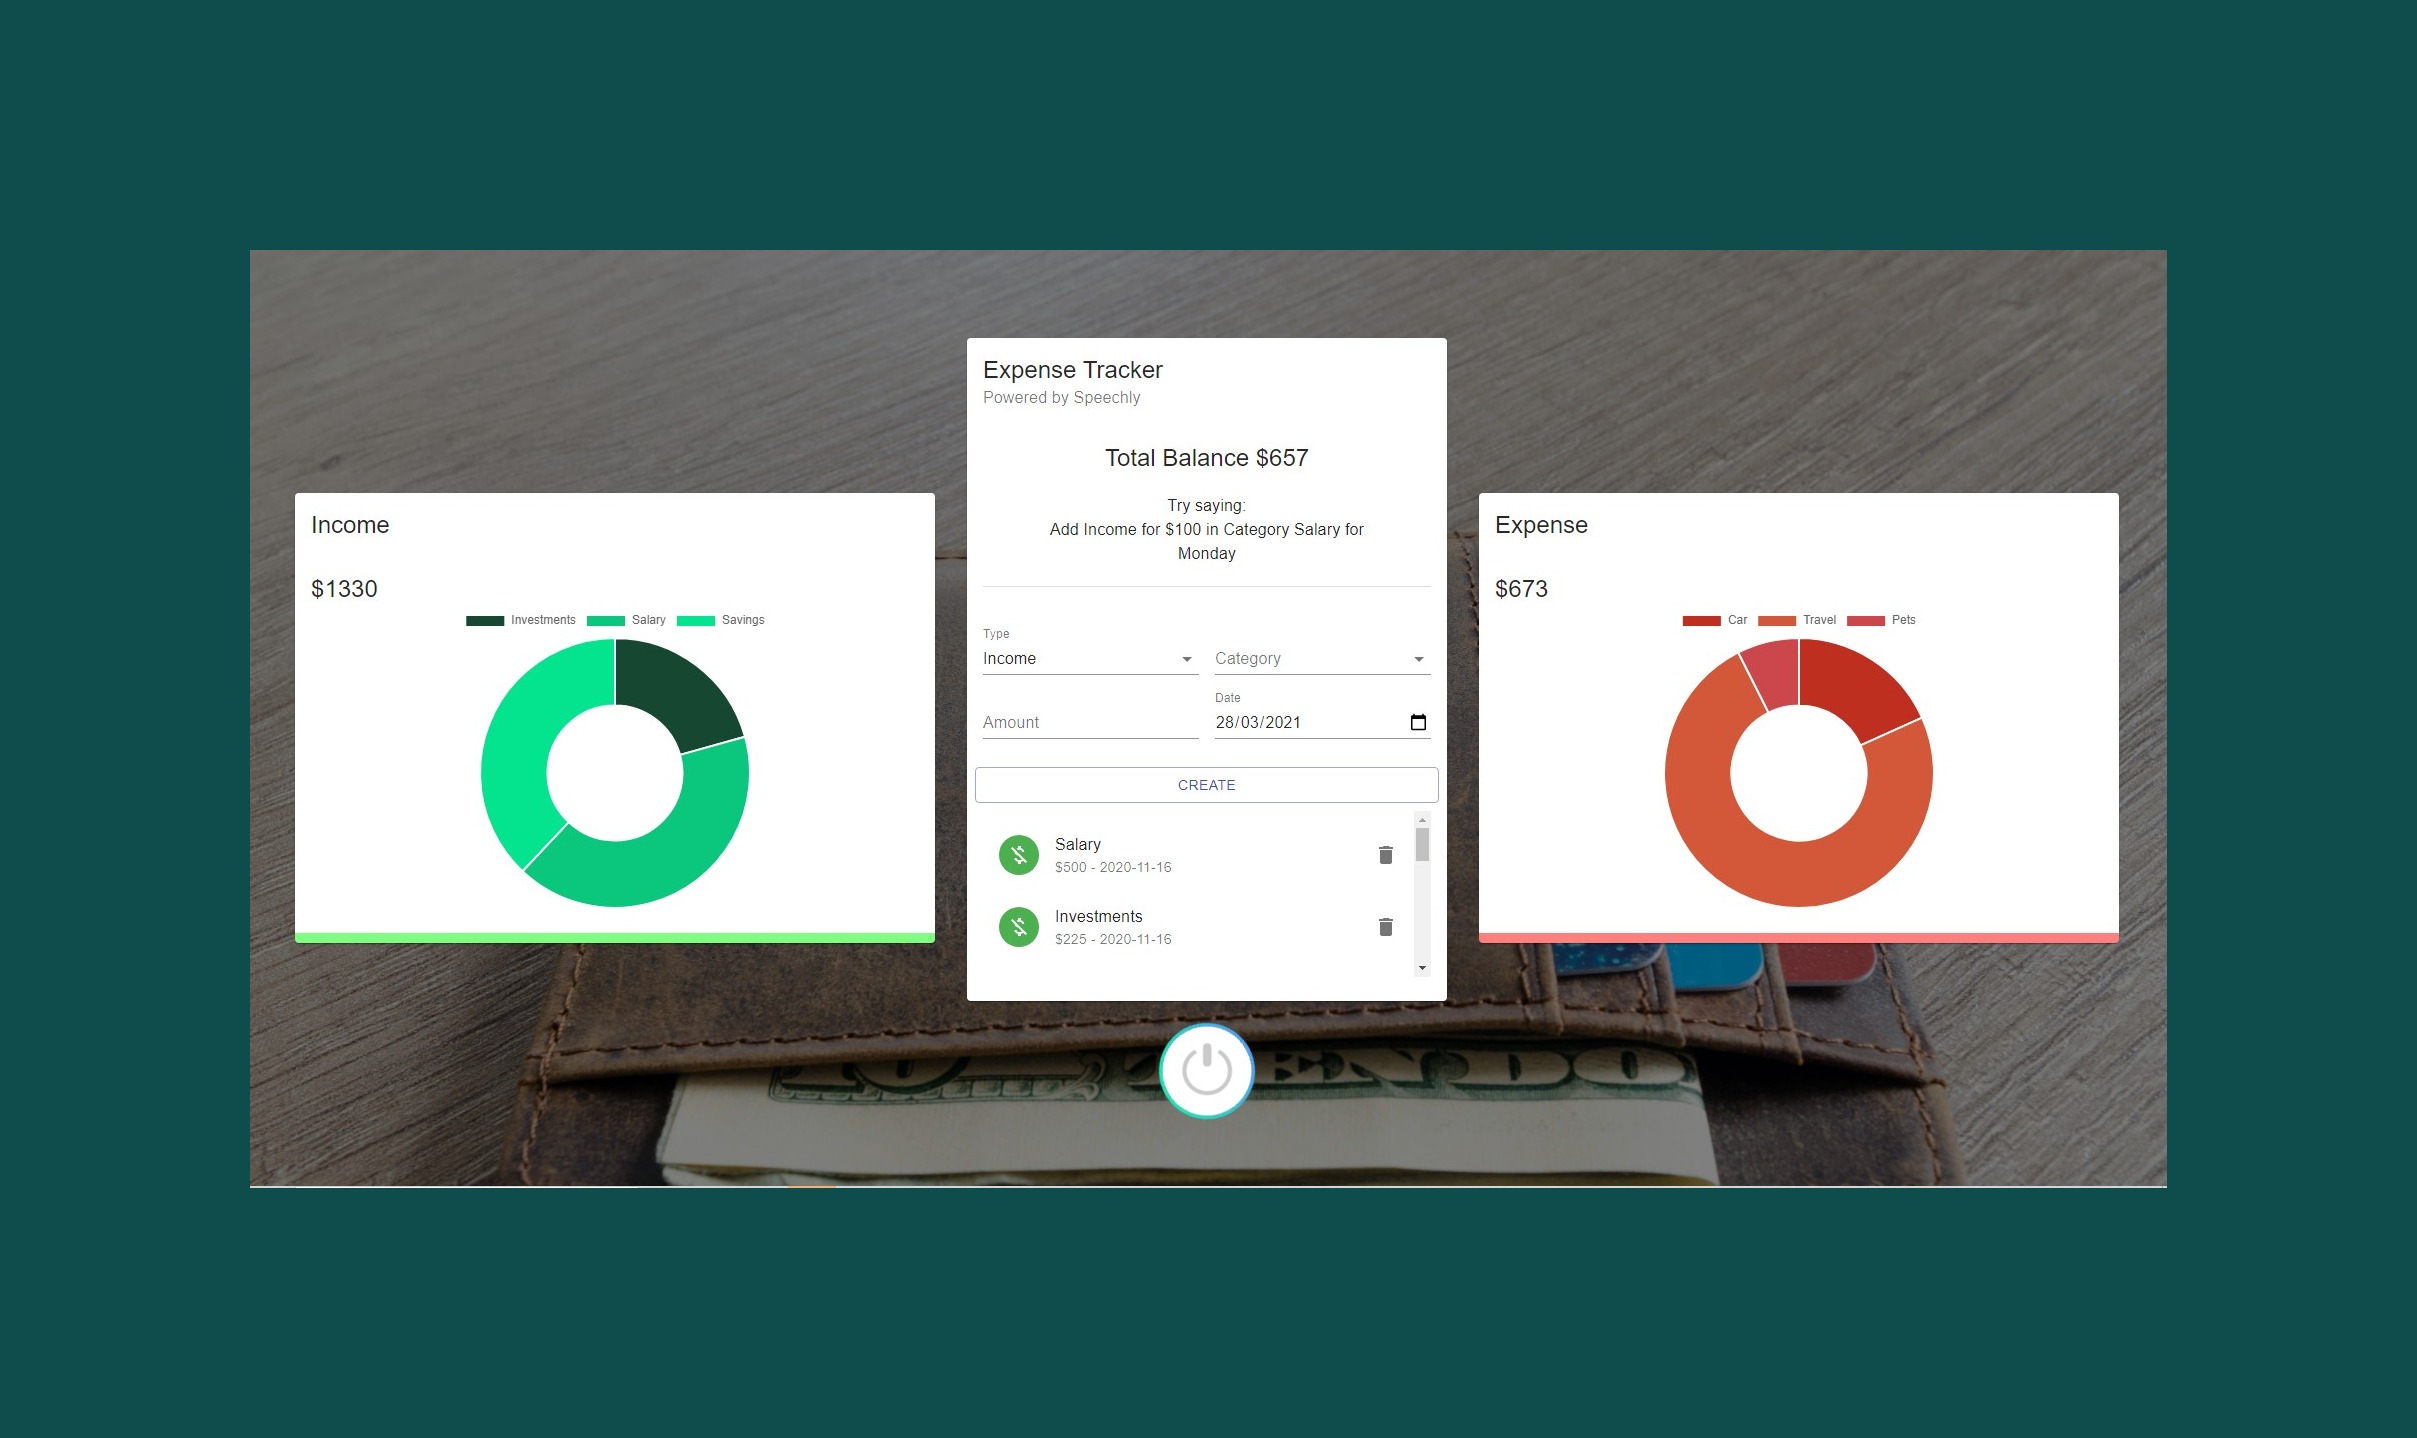 Expense Tracker
Powered by Speechly
Total Balance $657
Try saying:
Add Income for $100 in Category Salary for
Monday
Income
$1330
Investments Salary Savings
Type
Income
Category
Amount
Date
28/03/2021
CREATE
Salary
$500 - 2020-11-16
Investments
$225 - 2020-11-16
Expense
$673
Car Travel Pets